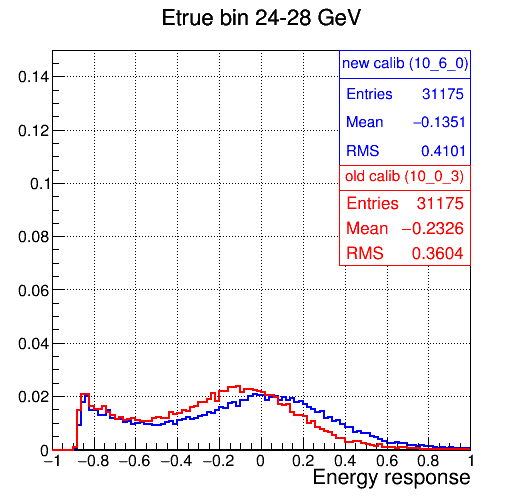 Etrue bin 24-28 GeV
new calib (10_6_0)
Entries 31175
Mean −0.1351
RMS 0.4101
old calib (10_0_3)
Entries 31175
Mean −0.2326
RMS 0.3604
0.14
0.12
0.1
0.08
0.06
0.04
0.02
0
−1 −0.8 −0.6 −0.4 −0.2 0 0.2 0.4 0.6 0.8 1
Energy response